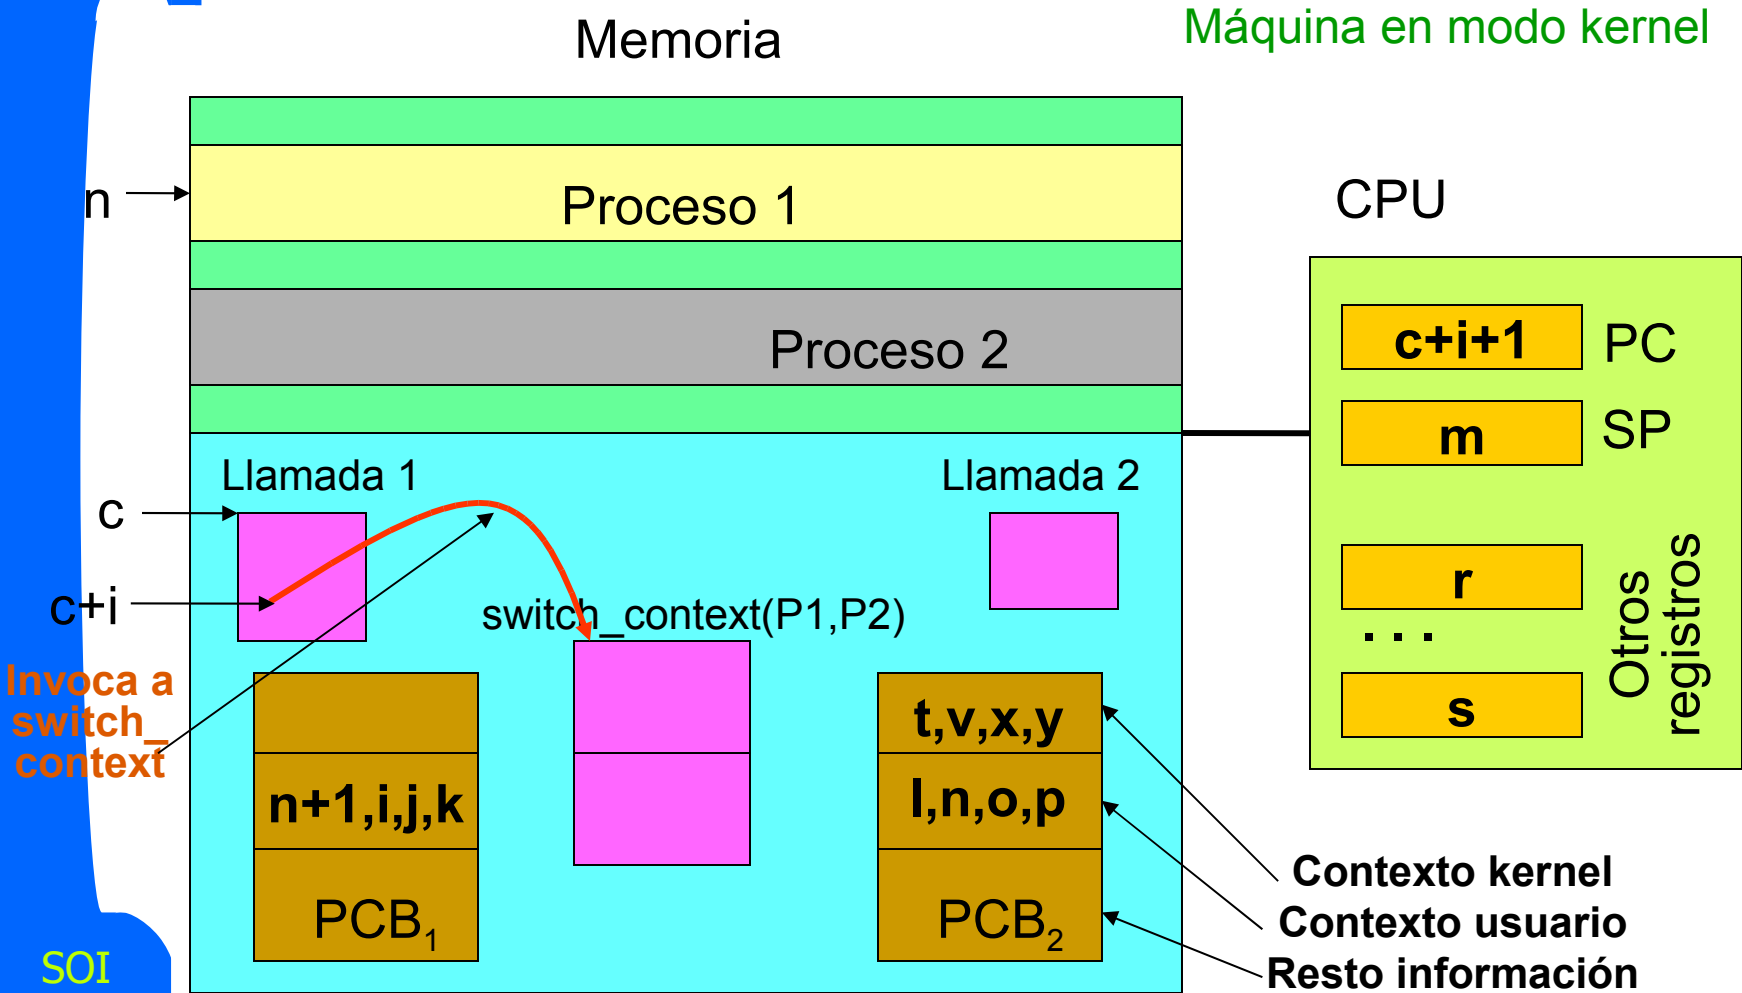 Memoria
Máquina en modo kernel
n
Proceso 1
CPU
Proceso 2
c+i+1
PC
m
SP
Llamada 1
Llamada 2
c
c+i
switch_context(P1,P2)
r
. . .
s
Otros
registros
Invoca a
switch_
context
t,v,x,y
n+1,i,j,k
l,n,o,p
PCB1
PCB2
Contexto kernel
Contexto usuario
Resto información
SOI